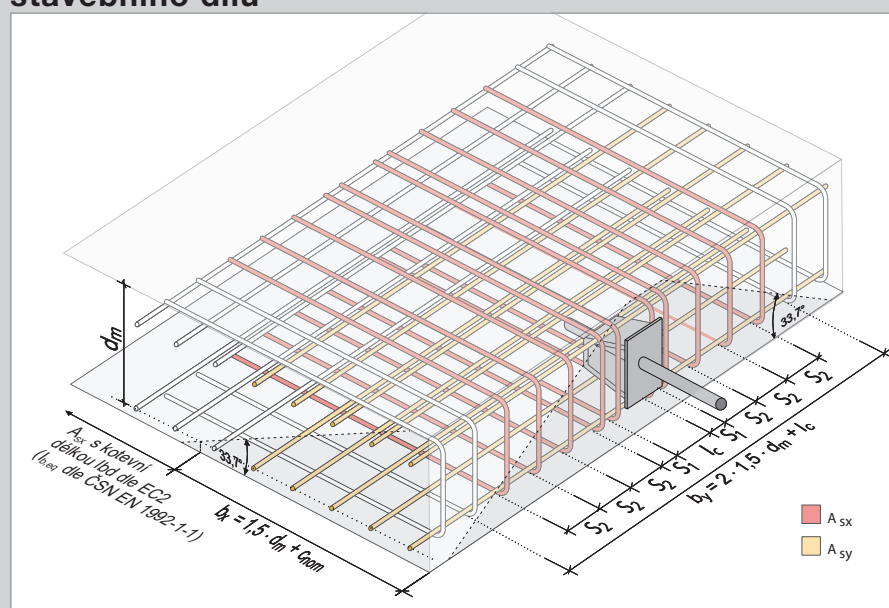 stavebního dílu
dm
33,7°
Asx s kotevní
délkou lbd dle EC2
(lb,eq dle ČSN EN 1992-1-1)
bx = 1,5 · dm + cnom
33,7°
S2
S2
S2
S1
lc
S1
S2
S2
S2
by = 2 · 1,5 · dm + lc
A sx
A sy